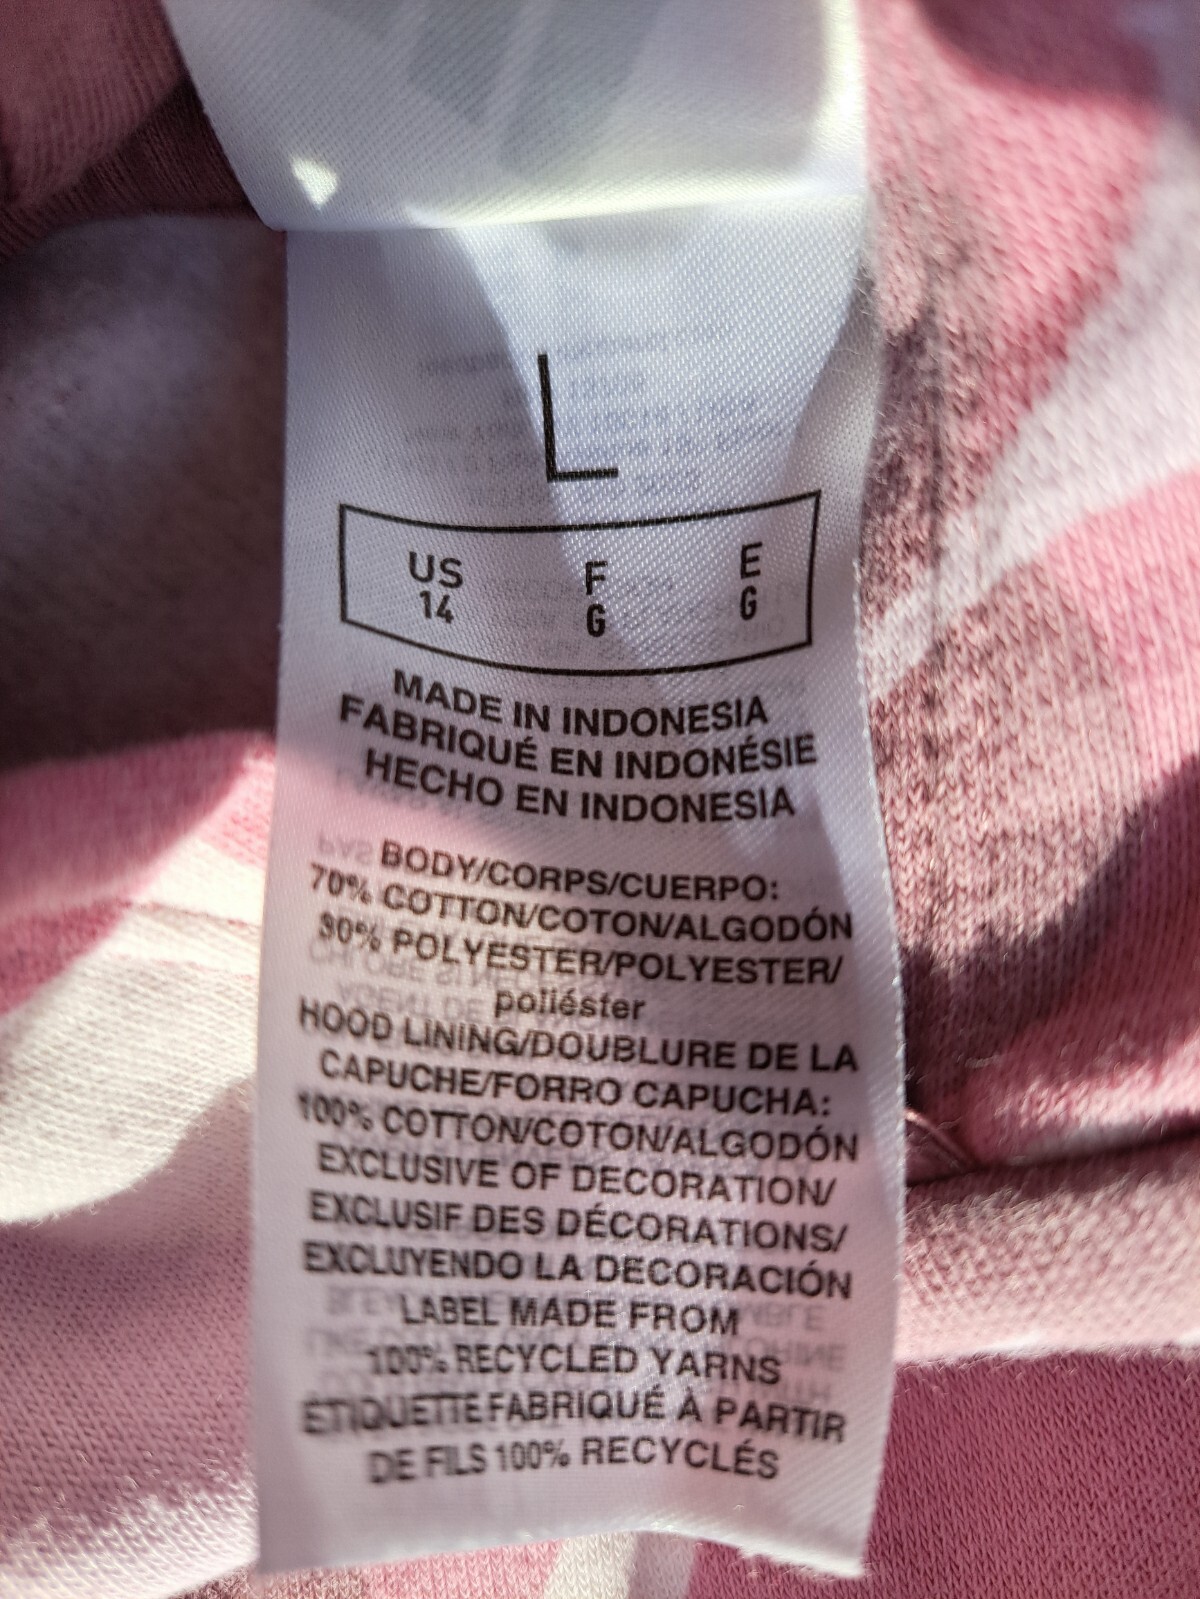 L
US F E
14 G G
MADE IN INDONESIA
FABRIQUÉ EN INDONÉSIE
HECHO EN INDONESIA
BODY/CORPS/CUERPO:
70% COTTON/COTON/ALGODÓN
30% POLYESTER/POLYESTER/
poliéster
HOOD LINING/DOUBLURE DE LA
CAPUCHE/FORRO CAPUCHA:
100% COTTON/COTON/ALGODÓN
EXCLUSIVE OF DECORATION/
EXCLUSIF DES DÉCORATIONS/
EXCLUYENDO LA DECORACIÓN
LABEL MADE FROM
100% RECYCLED YARNS
ÉTIQUETTE FABRIQUÉ À PARTIR
DE FILS 100% RECYCLÉS